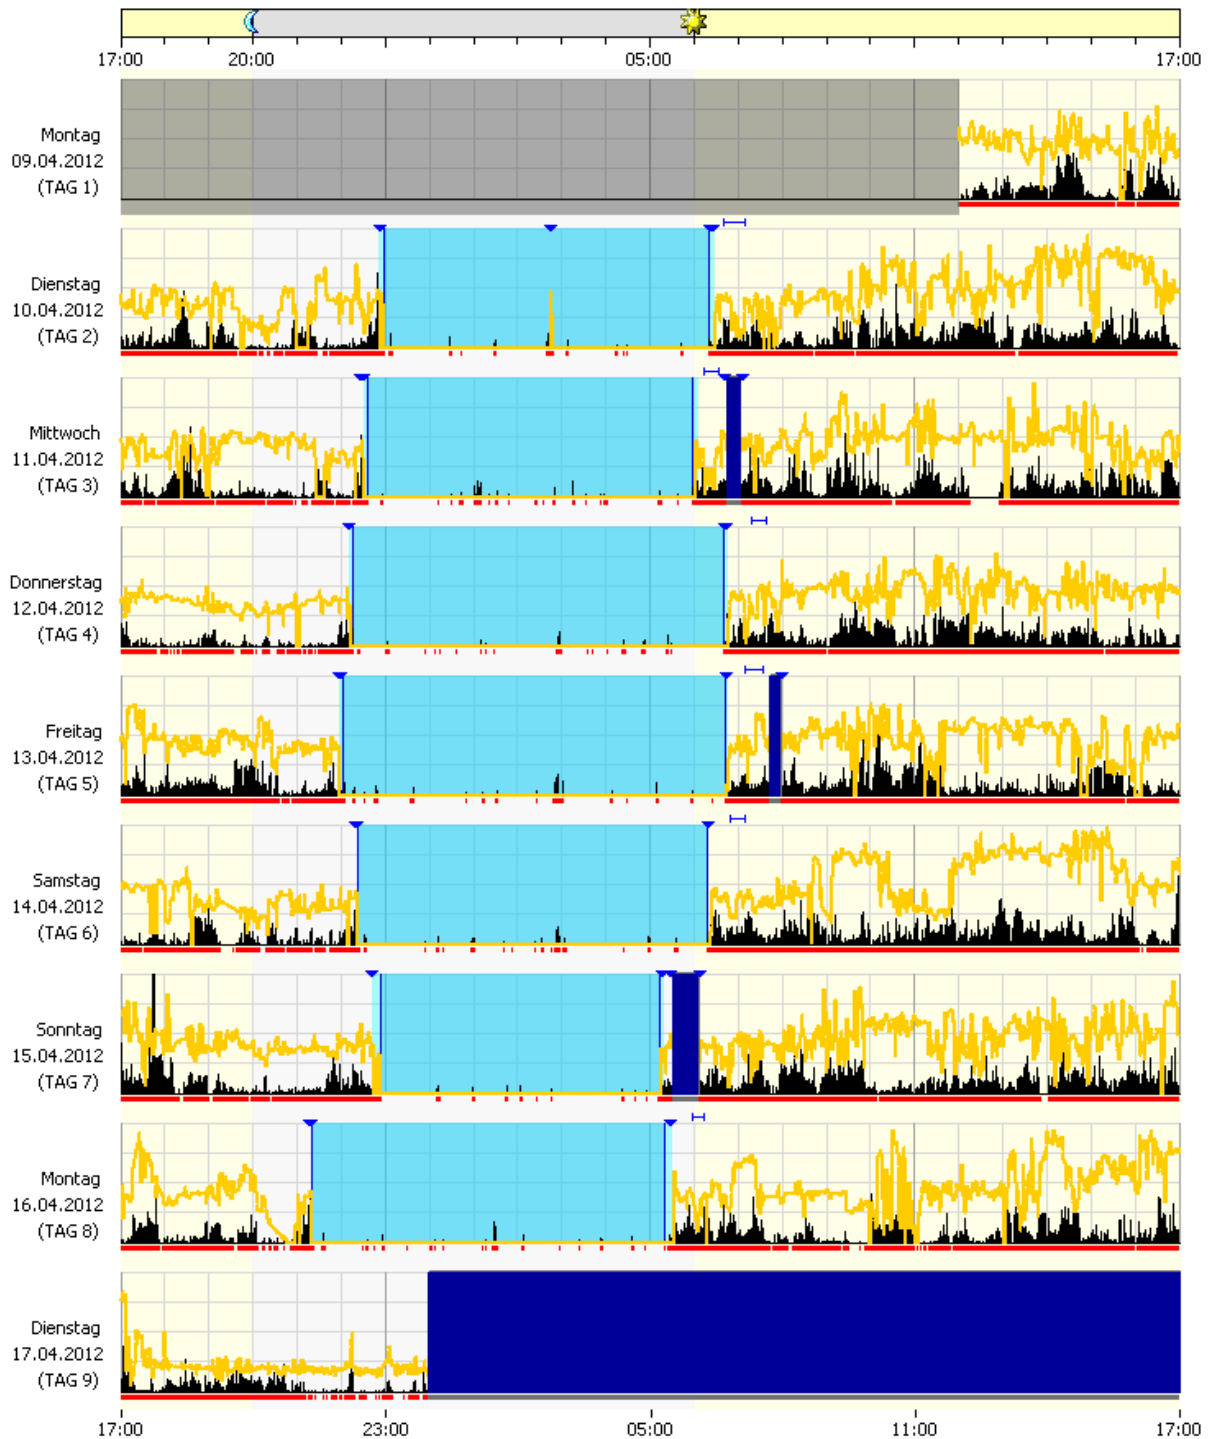 17:00 20:00 05:00 17:00
Montag
09.04.2012
(TAG 1)
Dienstag
10.04.2012
(TAG 2)
Mittwoch
11.04.2012
(TAG 3)
Donnerstag
12.04.2012
(TAG 4)
Freitag
13.04.2012
(TAG 5)
Samstag
14.04.2012
(TAG 6)
Sonntag
15.04.2012
(TAG 7)
Montag
16.04.2012
(TAG 8)
Dienstag
17.04.2012
(TAG 9)
17:00 23:00 05:00 11:00 17:00